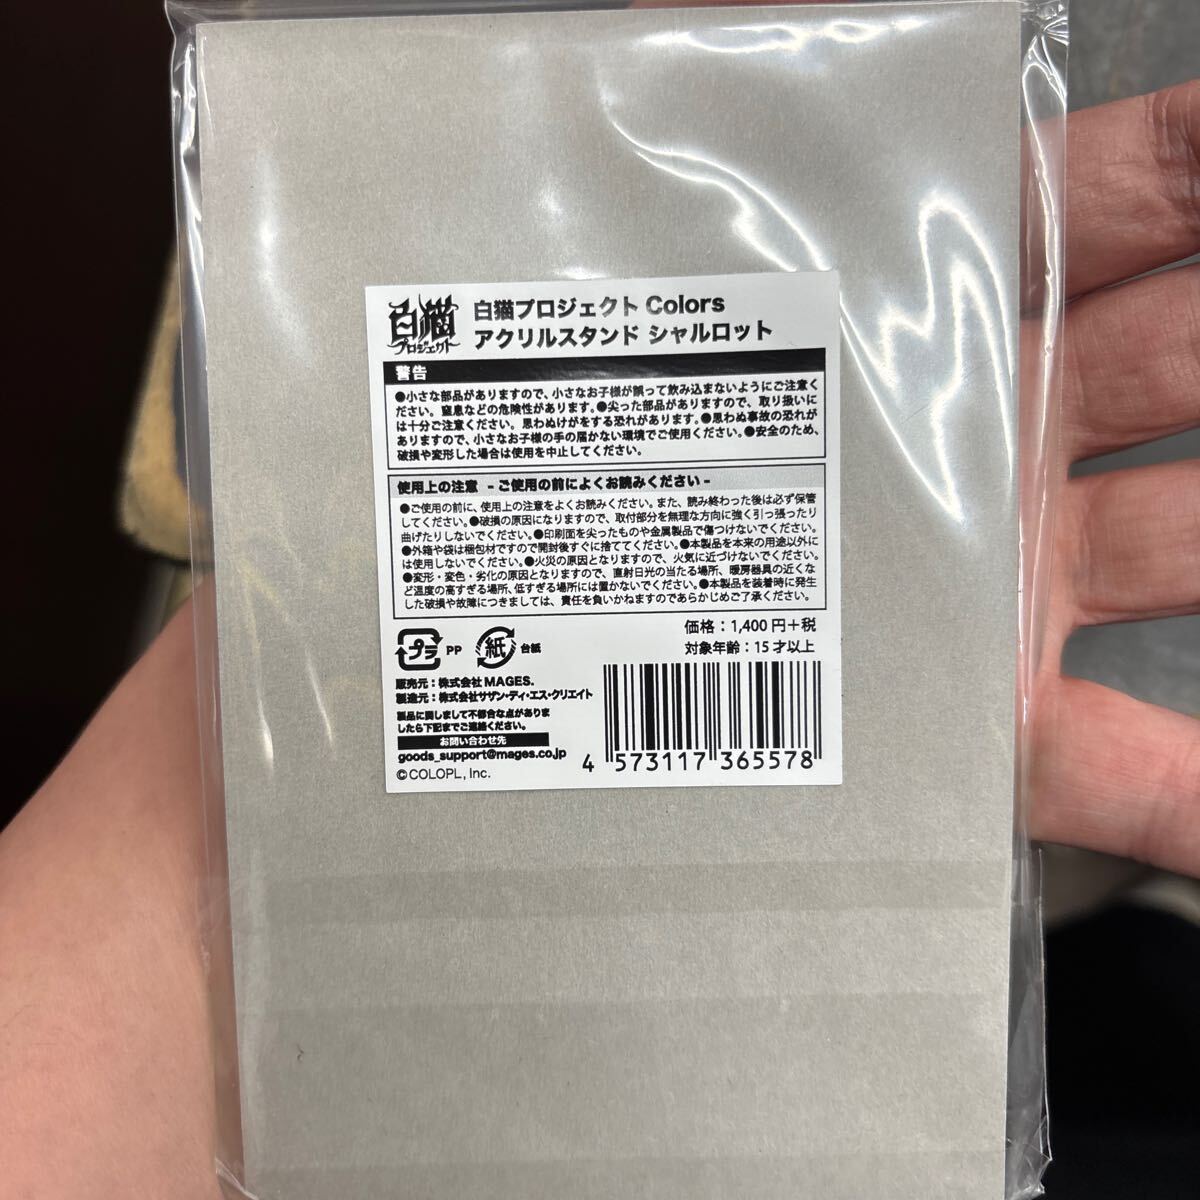 白猫プロジェクト
白猫プロジェクト Colors
アクリルスタンド シャルロット
警告
●小さな部品がありますので、小さなお子様が誤って飲み込まないようにご注意く
ださい。窒息などの危険性があります。●尖った部品がありますので、取り扱いに
は十分ご注意ください。思わぬけがをする恐れがあります。●思わぬ事故の恐れが
ありますので、小さなお子様の手の届かない環境でご使用ください。●安全のため、
破損や変形した場合は使用を中止してください。
使用上の注意 -ご使用の前によくお読みください-
●ご使用の前に、使用上の注意をよくお読みください。また、読み終わった後は必ず保管
してください。●破損の原因になりますので、取付部分を無理な方向に強く引っ張ったり
曲げたりしないでください。●印刷面を尖ったものや金属製品で傷つけないでください。
●外箱や袋は梱包材ですので開封後すぐに捨ててください。●本製品を本来の用途以外に
は使用しないでください。●火災の原因となりますので、火気に近づけないでください。
●変形・変色・劣化の原因となりますので、直射日光の当たる場所、暖房器具の近くな
ど温度の高すぎる場所、低すぎる場所には置かないでください。●本製品を装着時に発生
した破損や故障につきましては、責任を負いかねますのであらかじめご了承ください。
価格：1,400円+税
対象年齢：15才以上
プラ PP 紙 台紙
販売元：株式会社MAGES.
製造元：株式会社サザン・ディ・エス・クリエイト
製品に関しまして不都合な点がありま
したら下記までご連絡ください。
お問い合わせ先
goods_support@mages.co.jp
©COLOPL, Inc.
4 573117 365578